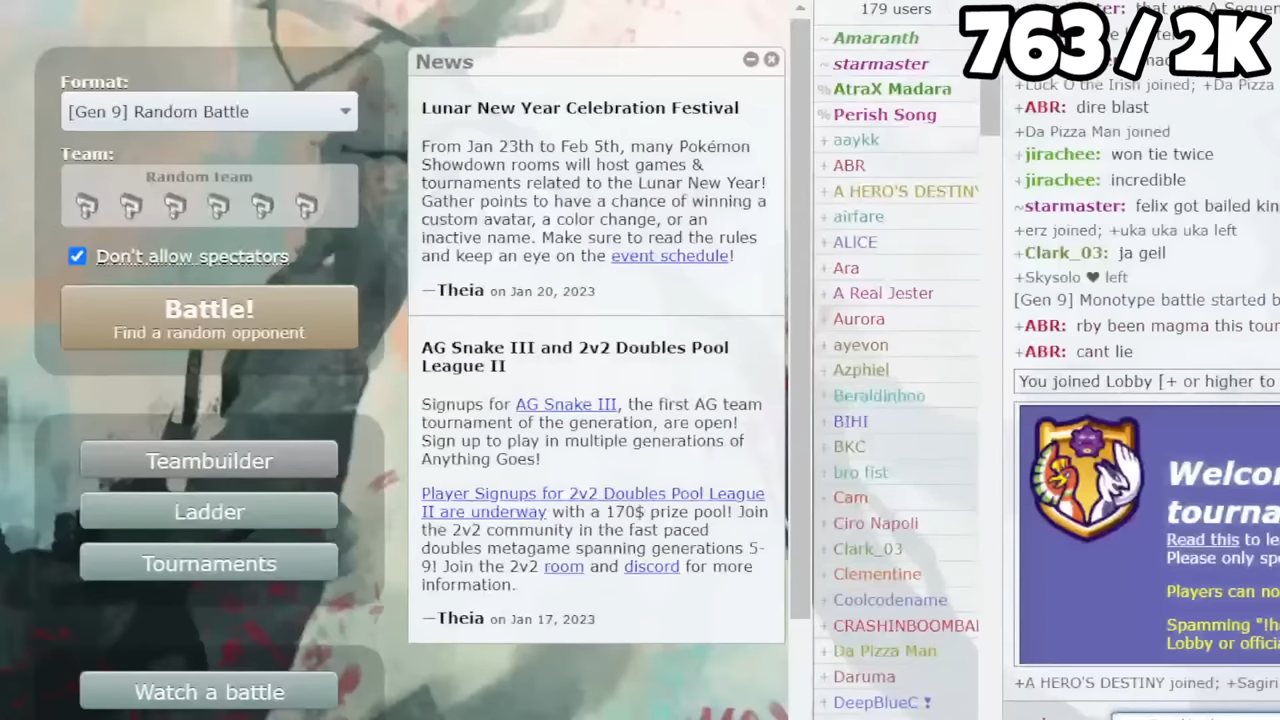 763 / 2K
Format:
[Gen 9] Random Battle
Team:
Random team
Don't allow spectators
Battle!
Find a random opponent
Teambuilder
Ladder
Tournaments
Watch a battle
News
Lunar New Year Celebration Festival
From Jan 23th to Feb 5th, many Pokémon
Showdown rooms will host games &
tournaments related to the Lunar New Year!
Gather points to have a chance of winning a
custom avatar, a color change, or an
inactive name. Make sure to read the rules
and keep an eye on the event schedule!
—Theia on Jan 20, 2023
AG Snake III and 2v2 Doubles Pool
League II
Signups for AG Snake III, the first AG team
tournament of the generation, are open!
Sign up to play in multiple generations of
Anything Goes!
Player Signups for 2v2 Doubles Pool League
II are underway with a 170$ prize pool! Join
the 2v2 community in the fast paced
doubles metagame spanning generations 5-
9! Join the 2v2 room and discord for more
information.
—Theia on Jan 17, 2023
179 users
~ Amaranth
~ starmaster
% AtraX Madara
% Perish Song
+ aaykk
+ ABR
+ A HERO'S DESTINY
+ airfare
+ ALICE
+ Ara
+ A Real Jester
+ Aurora
+ ayevon
+ Azphiel
+ Beraldinhoo
+ BIHI
+ BKC
+ bro fist
+ Cam
+ Ciro Napoli
+ Clark_03
+ Clementine
+ Coolcodename
+ CRASHINBOOMBA
+ Da Pizza Man
+ Daruma
+ DeepBlueC
that was A Sequen
+Luck O the Irish joined; +Da Pizza
+ABR: dire blast
+Da Pizza Man joined
+jirachee: won tie twice
+jirachee: incredible
~starmaster: felix got bailed kin
+erz joined; +uka uka uka left
+Clark_03: ja geil
+Skysolo ♥ left
[Gen 9] Monotype battle started b
+ABR: rby been magma this tour
+ABR: cant lie
You joined Lobby [+ or higher to
Welco
tourna
Read this to le
Please only spe
Players can no
Spamming "!h
Lobby or offici
+A HERO'S DESTINY joined; +Sagiri